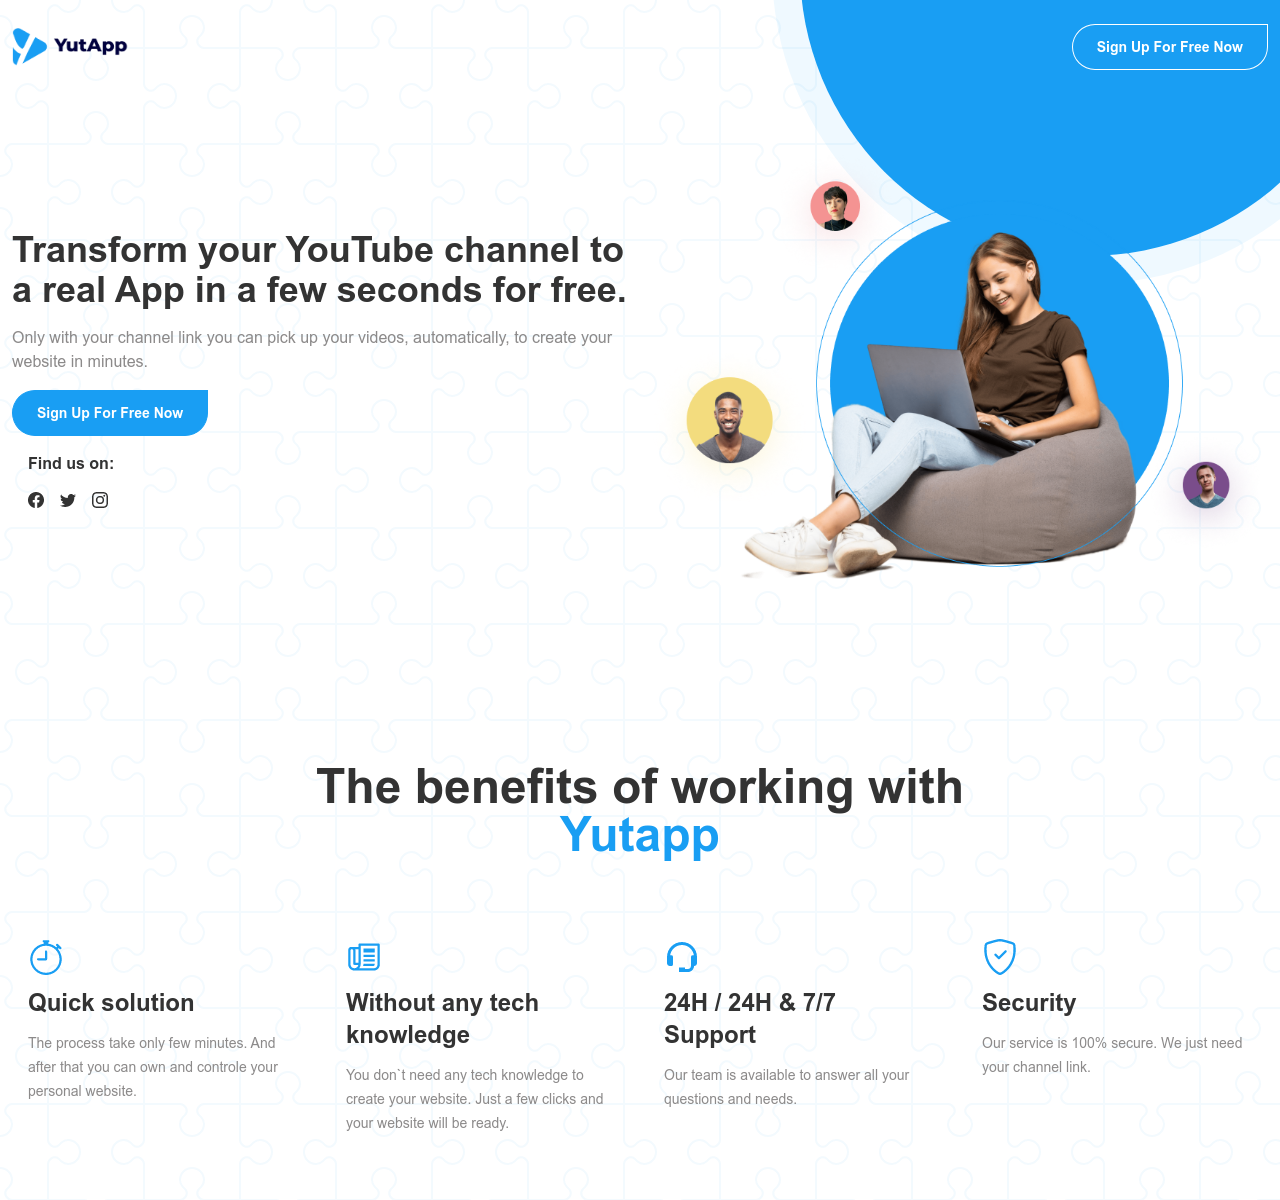 YutApp
Sign Up For Free Now
Transform your YouTube channel to
a real App in a few seconds for free.
Only with your channel link you can pick up your videos, automatically, to create your
website in minutes.
Sign Up For Free Now
Find us on:
The benefits of working with
Yutapp
Quick solution
The process take only few minutes. And
after that you can own and controle your
personal website.
Without any tech
knowledge
You don`t need any tech knowledge to
create your website. Just a few clicks and
your website will be ready.
24H / 24H & 7/7
Support
Our team is available to answer all your
questions and needs.
Security
Our service is 100% secure. We just need
your channel link.